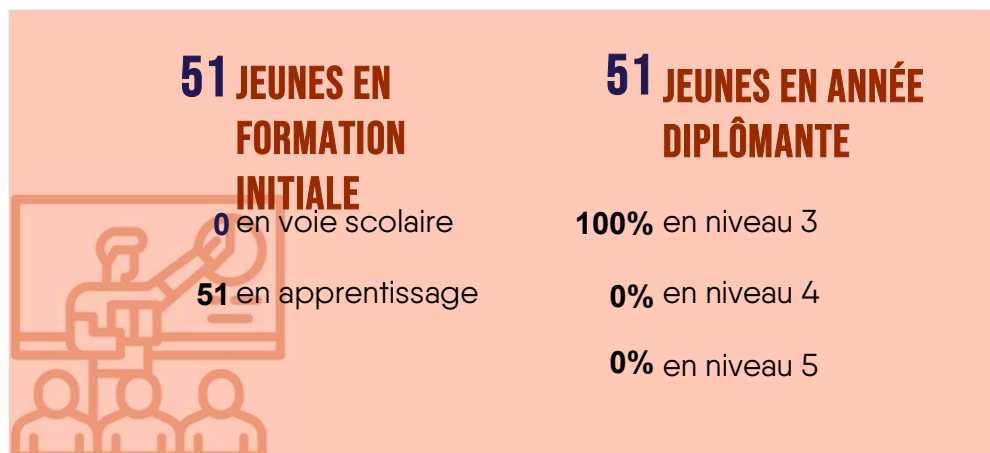 51 JEUNES EN
FORMATION
INITIALE
0 en voie scolaire
51 en apprentissage
51 JEUNES EN ANNÉE
DIPLÔMANTE
100% en niveau 3
0% en niveau 4
0% en niveau 5